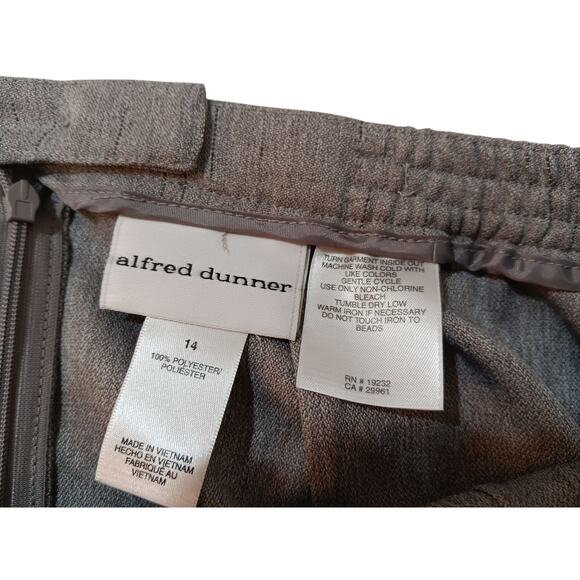 alfred dunner
14
100% POLYESTER/
POLIÉSTER
MADE IN VIETNAM
HECHO EN VIETNAM
FABRIQUÉ AU
VIETNAM
TURN GARMENT INSIDE OUT
MACHINE WASH COLD WITH
LIKE COLORS
GENTLE CYCLE
USE ONLY NON-CHLORINE
BLEACH
TUMBLE DRY LOW
WARM IRON IF NECESSARY
DO NOT TOUCH IRON TO
BEADS
RN # 19232
CA # 29961